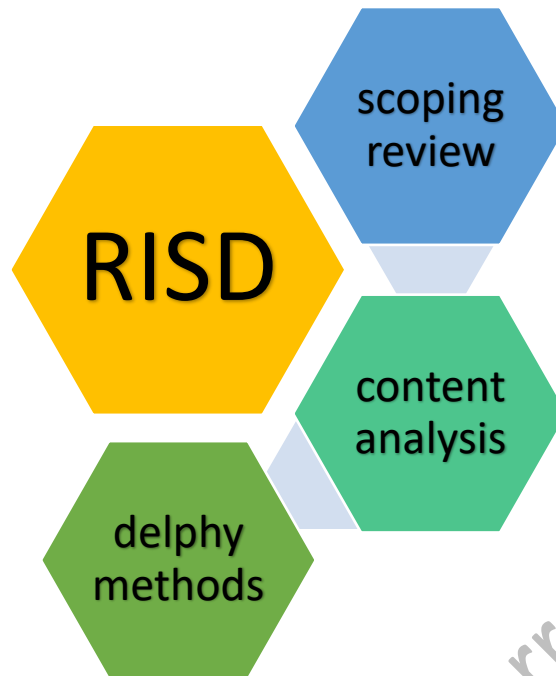 scoping
review
RISD
content
analysis
delphy
methods